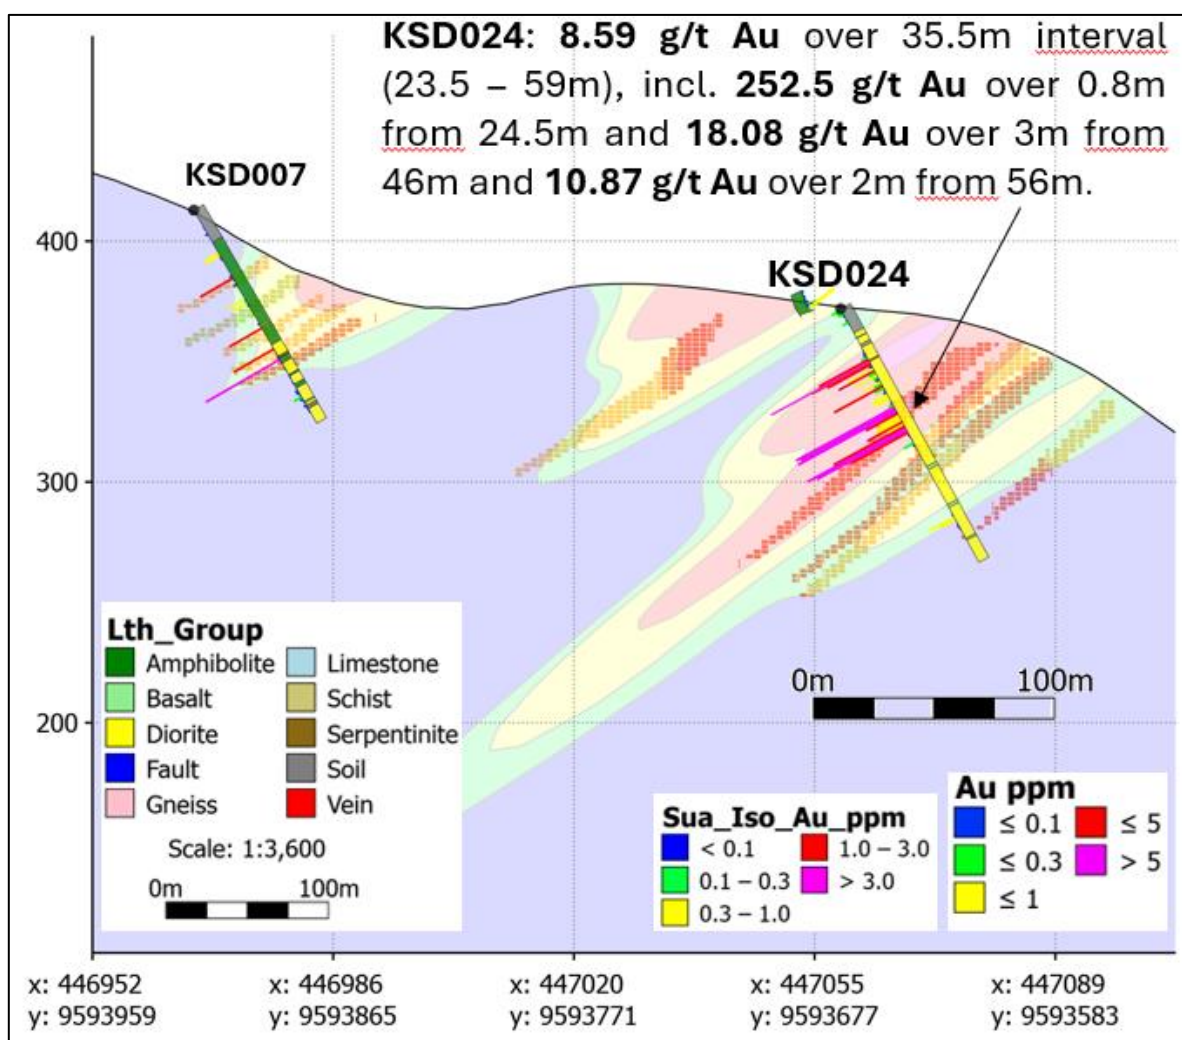 KSD024: 8.59 g/t Au over 35.5m interval
(23.5 – 59m), incl. 252.5 g/t Au over 0.8m
from 24.5m and 18.08 g/t Au over 3m from
46m and 10.87 g/t Au over 2m from 56m.
KSD007
KSD024
400
300
200
Lth_Group
Amphibolite
Basalt
Diorite
Fault
Gneiss
Limestone
Schist
Serpentinite
Soil
Vein
Scale: 1:3,600
0m 100m
0m 100m
Sua_Iso_Au_ppm
< 0.1
0.1 – 0.3
0.3 – 1.0
1.0 – 3.0
> 3.0
Au ppm
≤ 0.1
≤ 0.3
≤ 1
≤ 5
> 5
x: 446952
y: 9593959
x: 446986
y: 9593865
x: 447020
y: 9593771
x: 447055
y: 9593677
x: 447089
y: 9593583